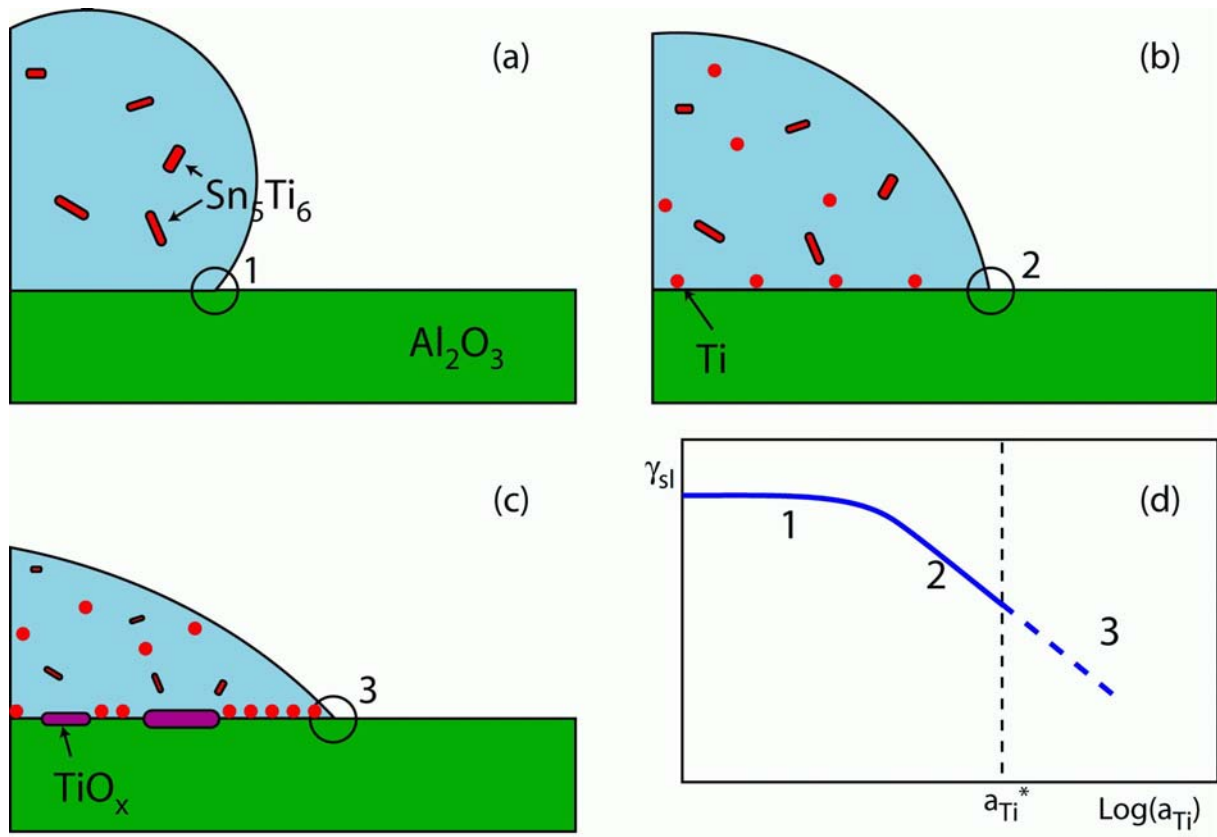 (a)
Sn₅Ti₆
1
Al₂O₃
(b)
2
Ti
(c)
3
TiOₓ
γsl
(d)
1
2
3
aTi*
Log(aTi)